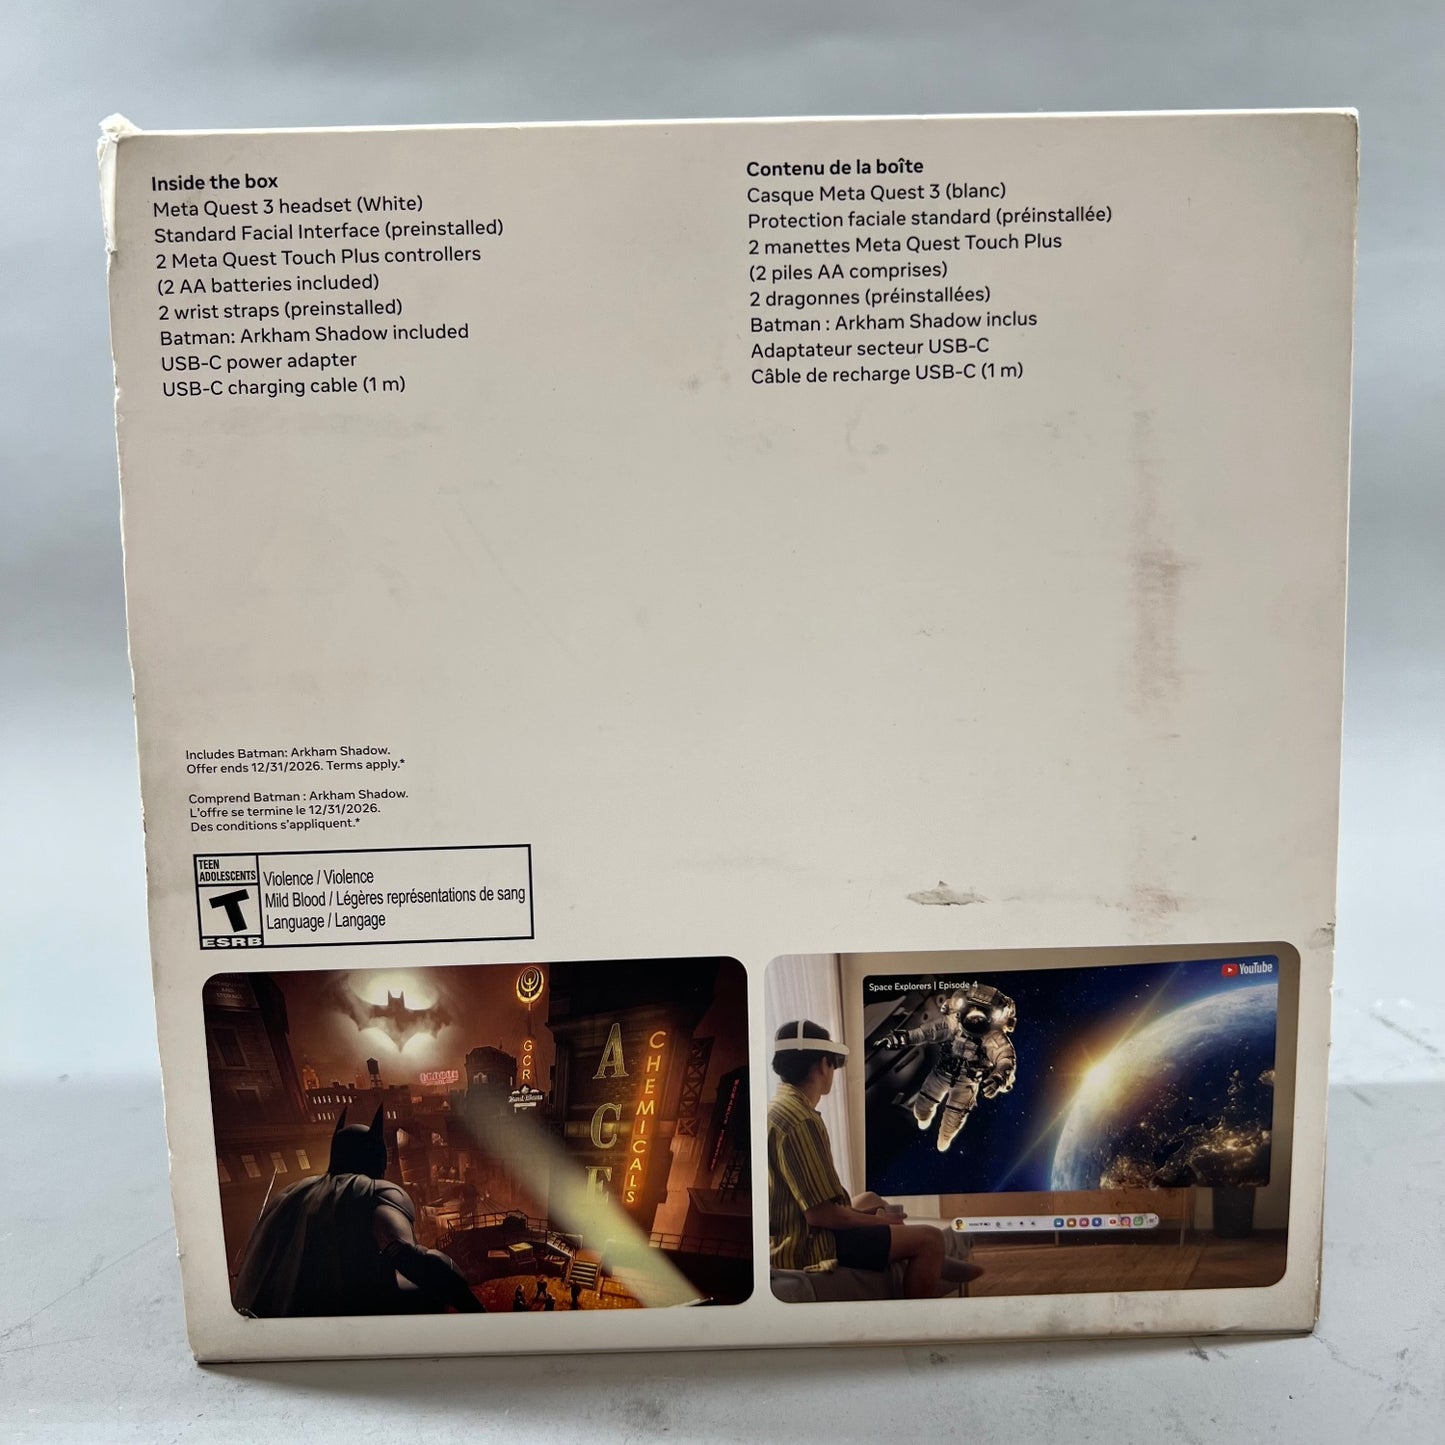 Inside the box
Meta Quest 3 headset (White)
Standard Facial Interface (preinstalled)
2 Meta Quest Touch Plus controllers
(2 AA batteries included)
2 wrist straps (preinstalled)
Batman: Arkham Shadow included
USB-C power adapter
USB-C charging cable (1 m)
Contenu de la boîte
Casque Meta Quest 3 (blanc)
Protection faciale standard (préinstallée)
2 manettes Meta Quest Touch Plus
(2 piles AA comprises)
2 dragonnes (préinstallées)
Batman : Arkham Shadow inclus
Adaptateur secteur USB-C
Câble de recharge USB-C (1 m)
Includes Batman: Arkham Shadow.
Offer ends 12/31/2026. Terms apply.*
Comprend Batman : Arkham Shadow.
L'offre se termine le 12/31/2026.
Des conditions s'appliquent.*
TEEN
ADOLESCENTS
T
ESRB
Violence / Violence
Mild Blood / Légères représentations de sang
Language / Langage
GCR
ACE
CHEMICALS
Space Explorers | Episode 4
YouTube